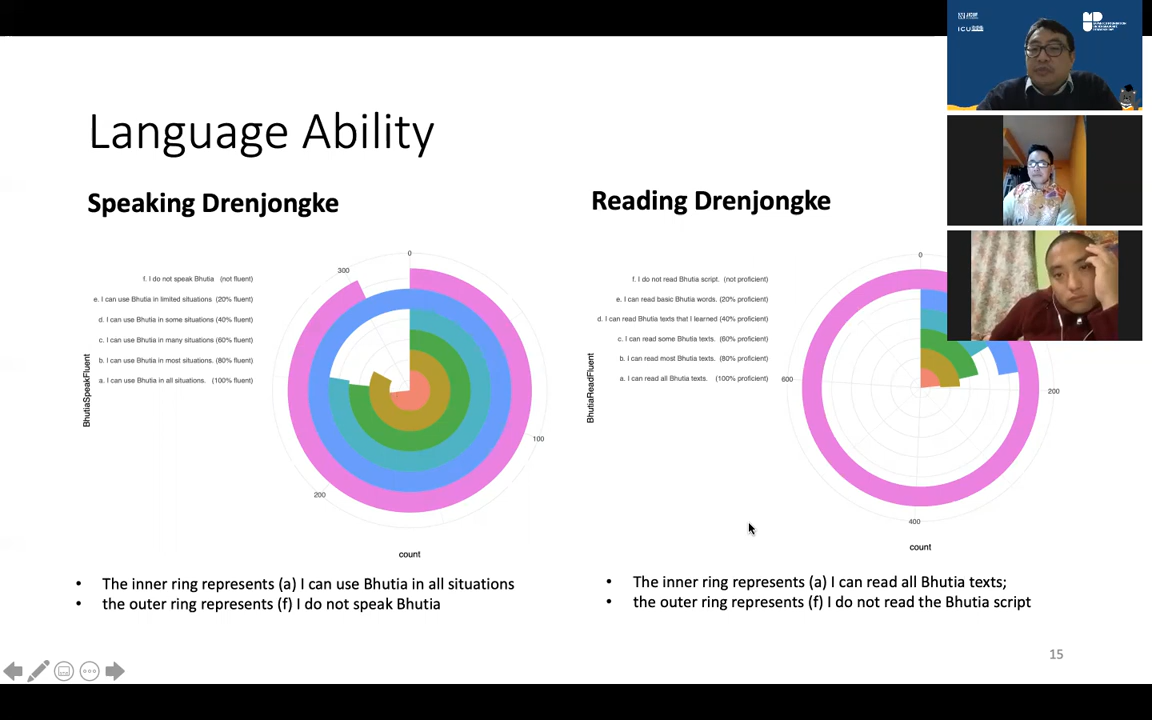 Language Ability
Speaking Drenjongke
f. I do not speak Bhutia (not fluent)
e. I can use Bhutia in limited situations (20% fluent)
d. I can use Bhutia in some situations (40% fluent)
c. I can use Bhutia in many situations (60% fluent)
b. I can use Bhutia in most situations. (80% fluent)
a. I can use Bhutia in all situations. (100% fluent)
BhutiaSpeakFluent
0
300
100
200
count
The inner ring represents (a) I can use Bhutia in all situations
the outer ring represents (f) I do not speak Bhutia
Reading Drenjongke
f. I do not read Bhutia script. (not proficient)
e. I can read basic Bhutia words. (20% proficient)
d. I can read Bhutia texts that I learned (40% proficient)
c. I can read some Bhutia texts. (60% proficient)
b. I can read most Bhutia texts. (80% proficient)
a. I can read all Bhutia texts. (100% proficient)
BhutiaReadFluent
0
600
200
400
count
The inner ring represents (a) I can read all Bhutia texts;
the outer ring represents (f) I do not read the Bhutia script
15
ICU